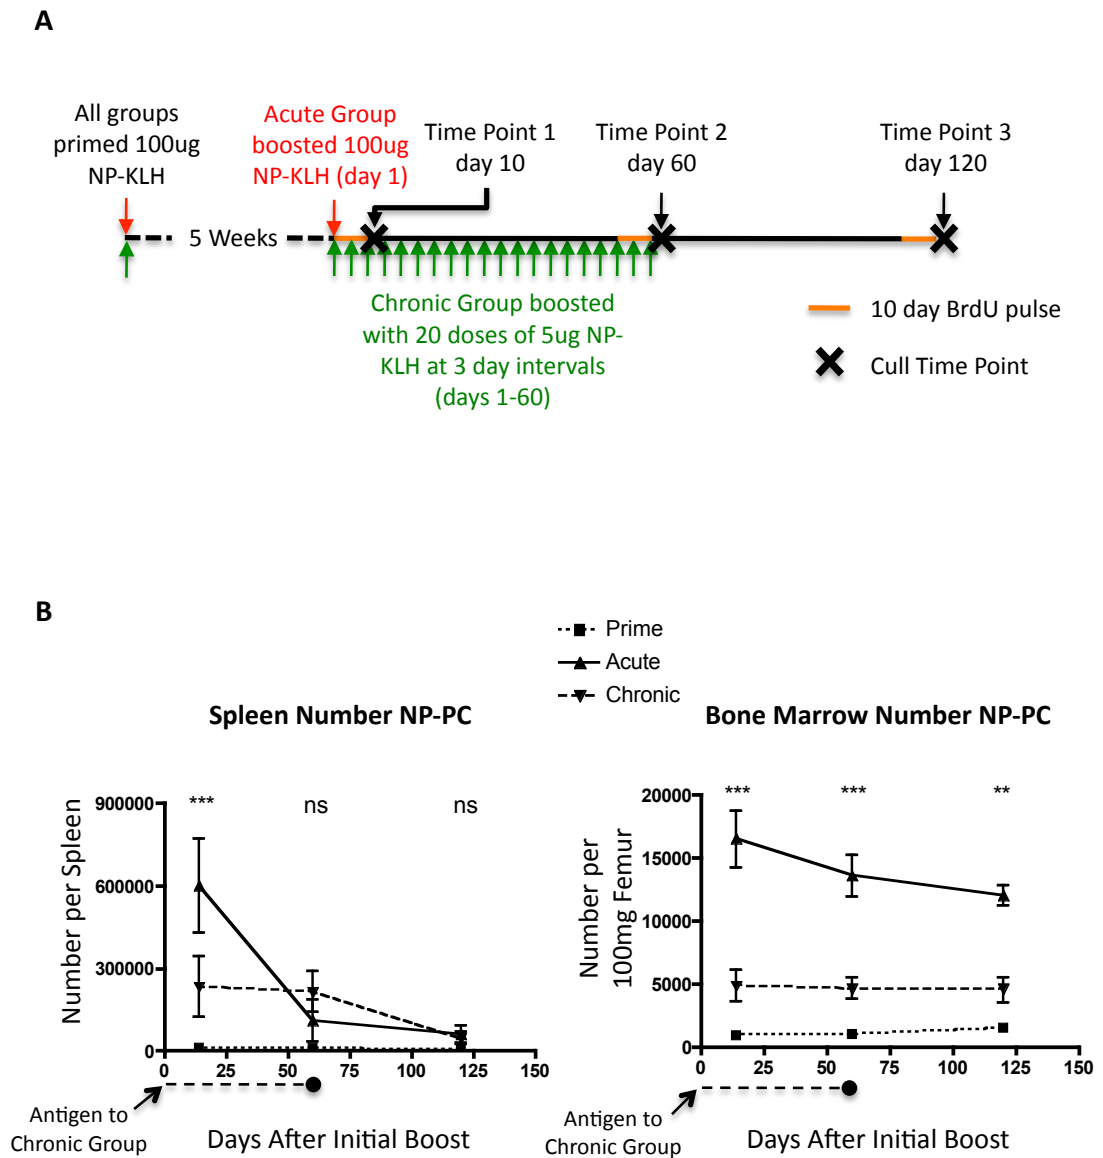 A
All groups
primed 100ug
NP-KLH
Acute Group
boosted 100ug
NP-KLH (day 1)
Time Point 1
day 10
Time Point 2
day 60
Time Point 3
day 120
5 Weeks
Chronic Group boosted
with 20 doses of 5ug NP-
KLH at 3 day intervals
(days 1-60)
10 day BrdU pulse
Cull Time Point
B
Prime
Acute
Chronic
Spleen Number NP-PC
Number per Spleen
900000
600000
300000
0
*** ns ns
0 25 50 75 100 125 150
Antigen to
Chronic Group
Days After Initial Boost
Bone Marrow Number NP-PC
Number per
100mg Femur
20000
15000
10000
5000
0
*** *** **
0 25 50 75 100 125 150
Antigen to
Chronic Group
Days After Initial Boost